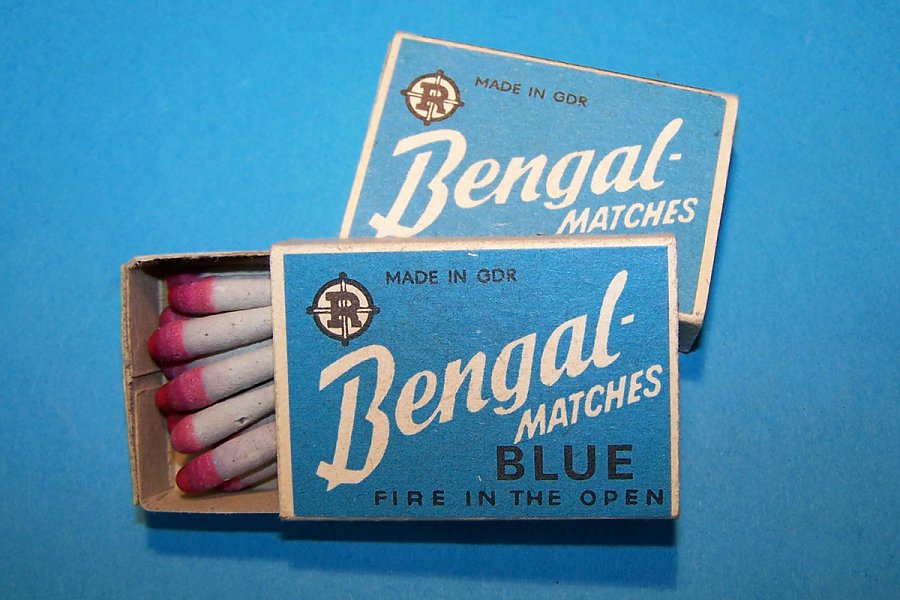 R
MADE IN GDR
Bengal-
MATCHES
R
MADE IN GDR
Bengal-
MATCHES
BLUE
FIRE IN THE OPEN